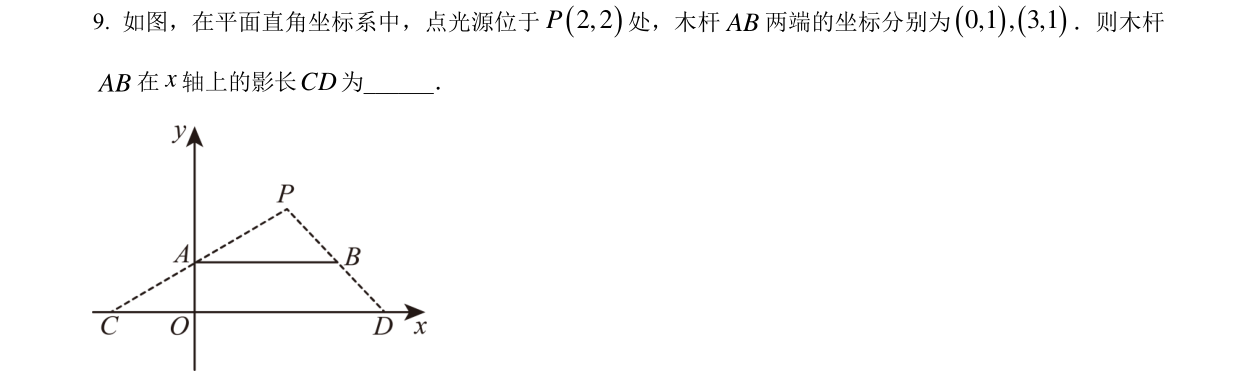 9. 如图，在平面直角坐标系中，点光源位于 P(2,2) 处，木杆 AB 两端的坐标分别为 (0,1),(3,1)．则木杆
AB 在 x 轴上的影长 CD 为______．
y
P
A
B
C
O
D
x